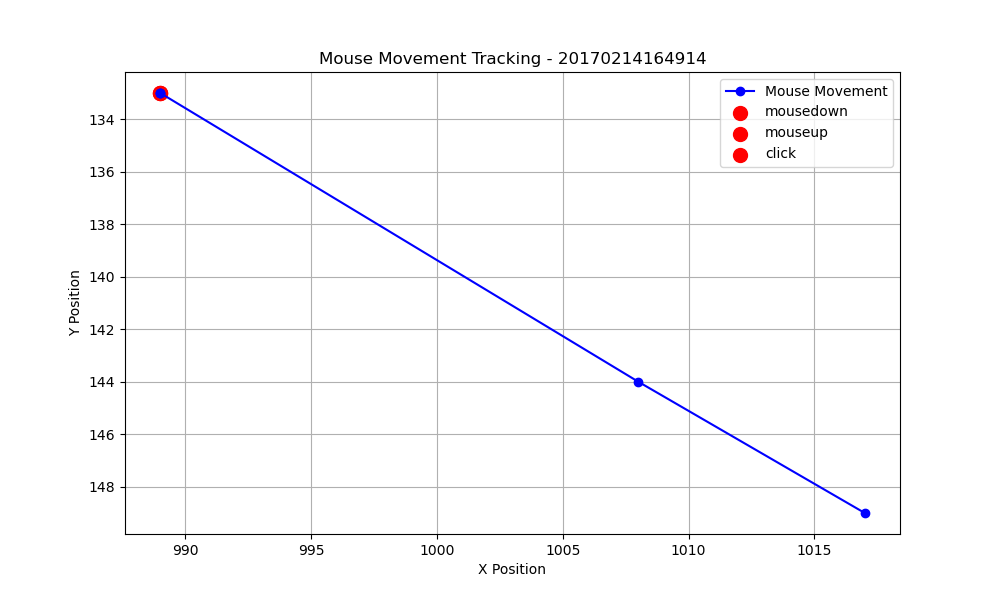 Mouse Movement Tracking - 20170214164914
Mouse Movement
mousedown
mouseup
click
134
136
138
140
142
144
146
148
Y Position
990
995
1000
1005
1010
1015
X Position